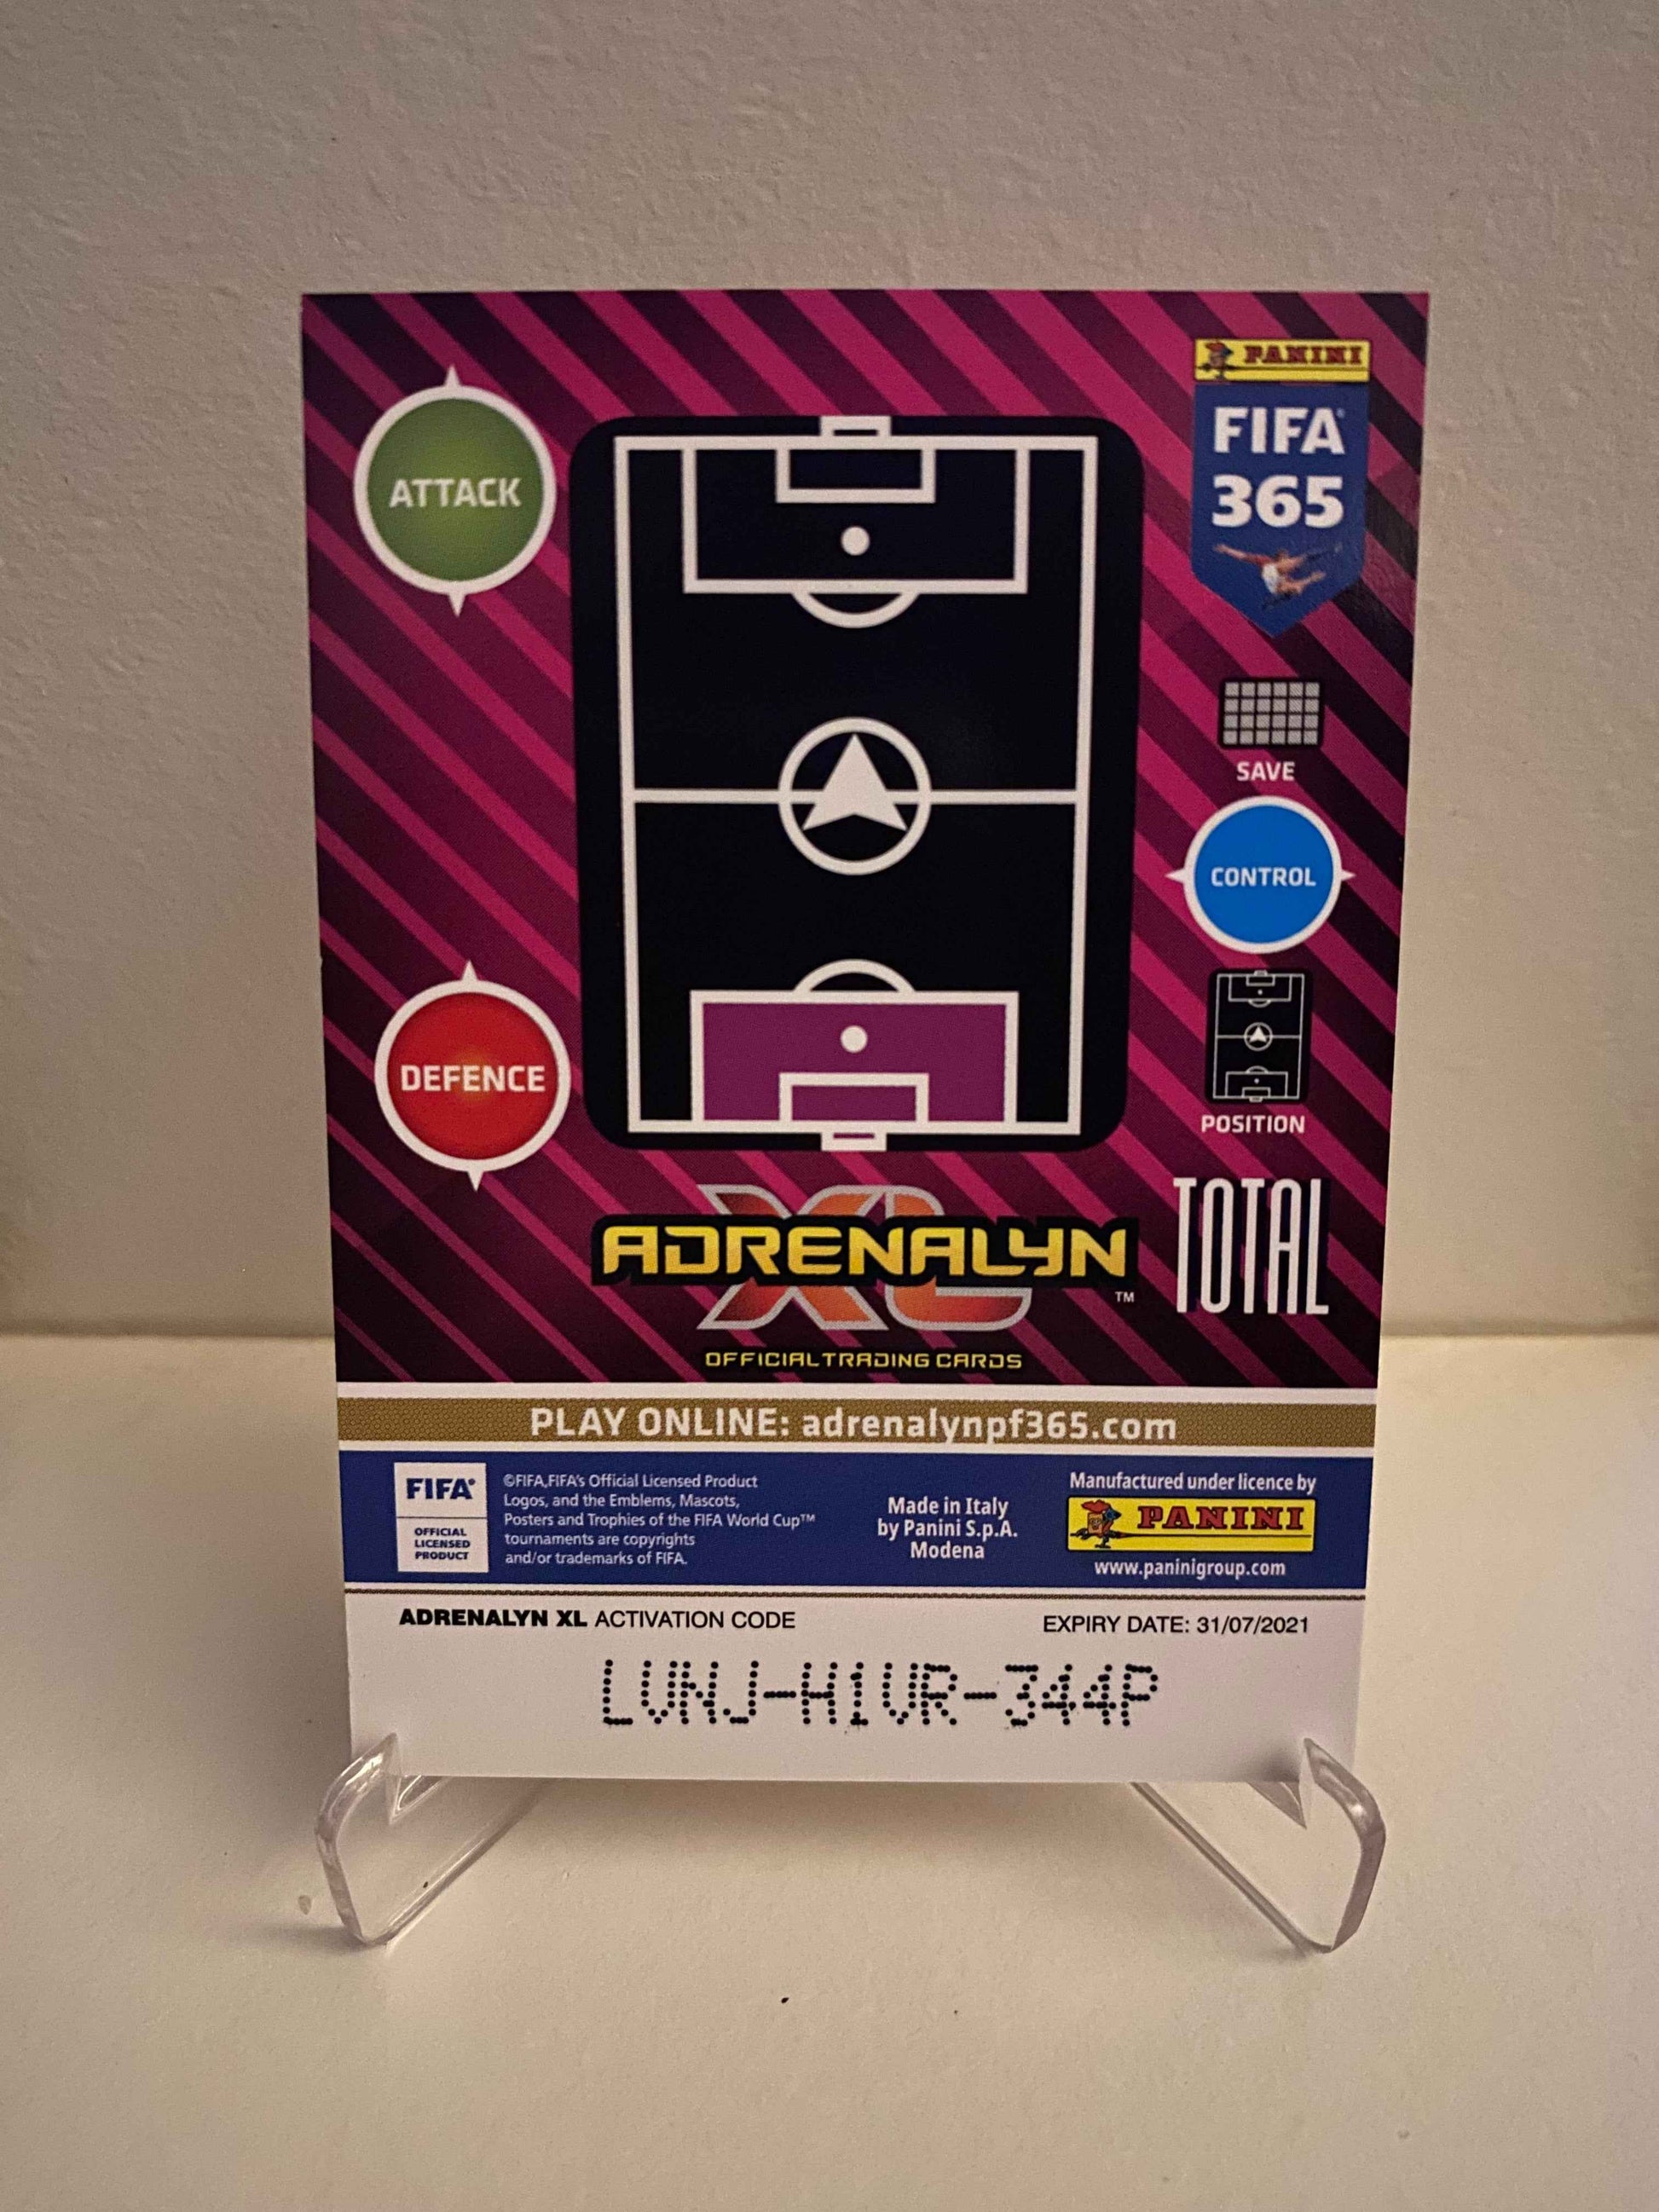 PANINI
FIFA
365
ATTACK
SAVE
CONTROL
DEFENCE
POSITION
TOTAL
ADRENALYN
XL
™
OFFICIAL TRADING CARDS
PLAY ONLINE: adrenalynpf365.com
FIFA®
OFFICIAL
LICENSED
PRODUCT
©FIFA,FIFA's Official Licensed Product
Logos, and the Emblems, Mascots,
Posters and Trophies of the FIFA World Cup™
tournaments are copyrights
and/or trademarks of FIFA.
Made in Italy
by Panini S.p.A.
Modena
Manufactured under licence by
PANINI
www.paninigroup.com
ADRENALYN XL ACTIVATION CODE
EXPIRY DATE: 31/07/2021
LVNJ-H1VR-344P